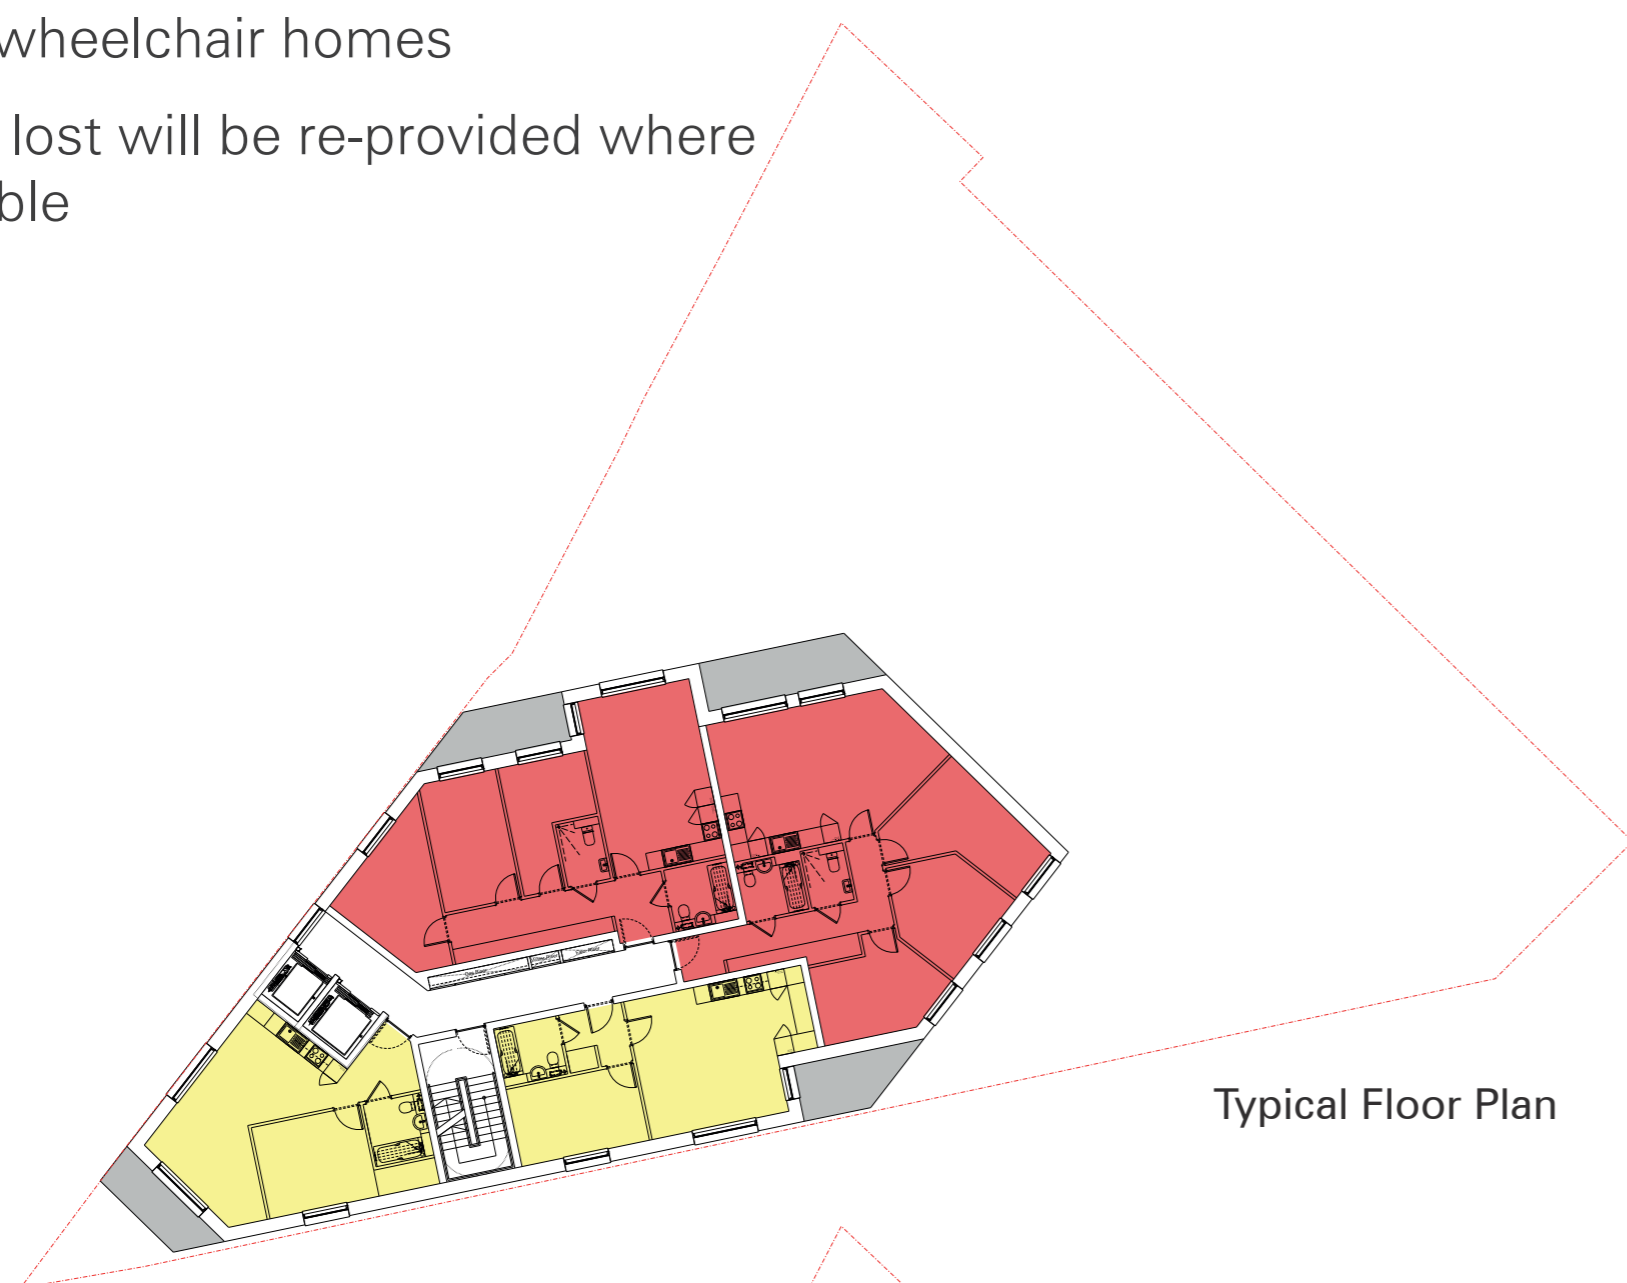 wheelchair homes
lost will be re-provided where
ble
Typical Floor Plan